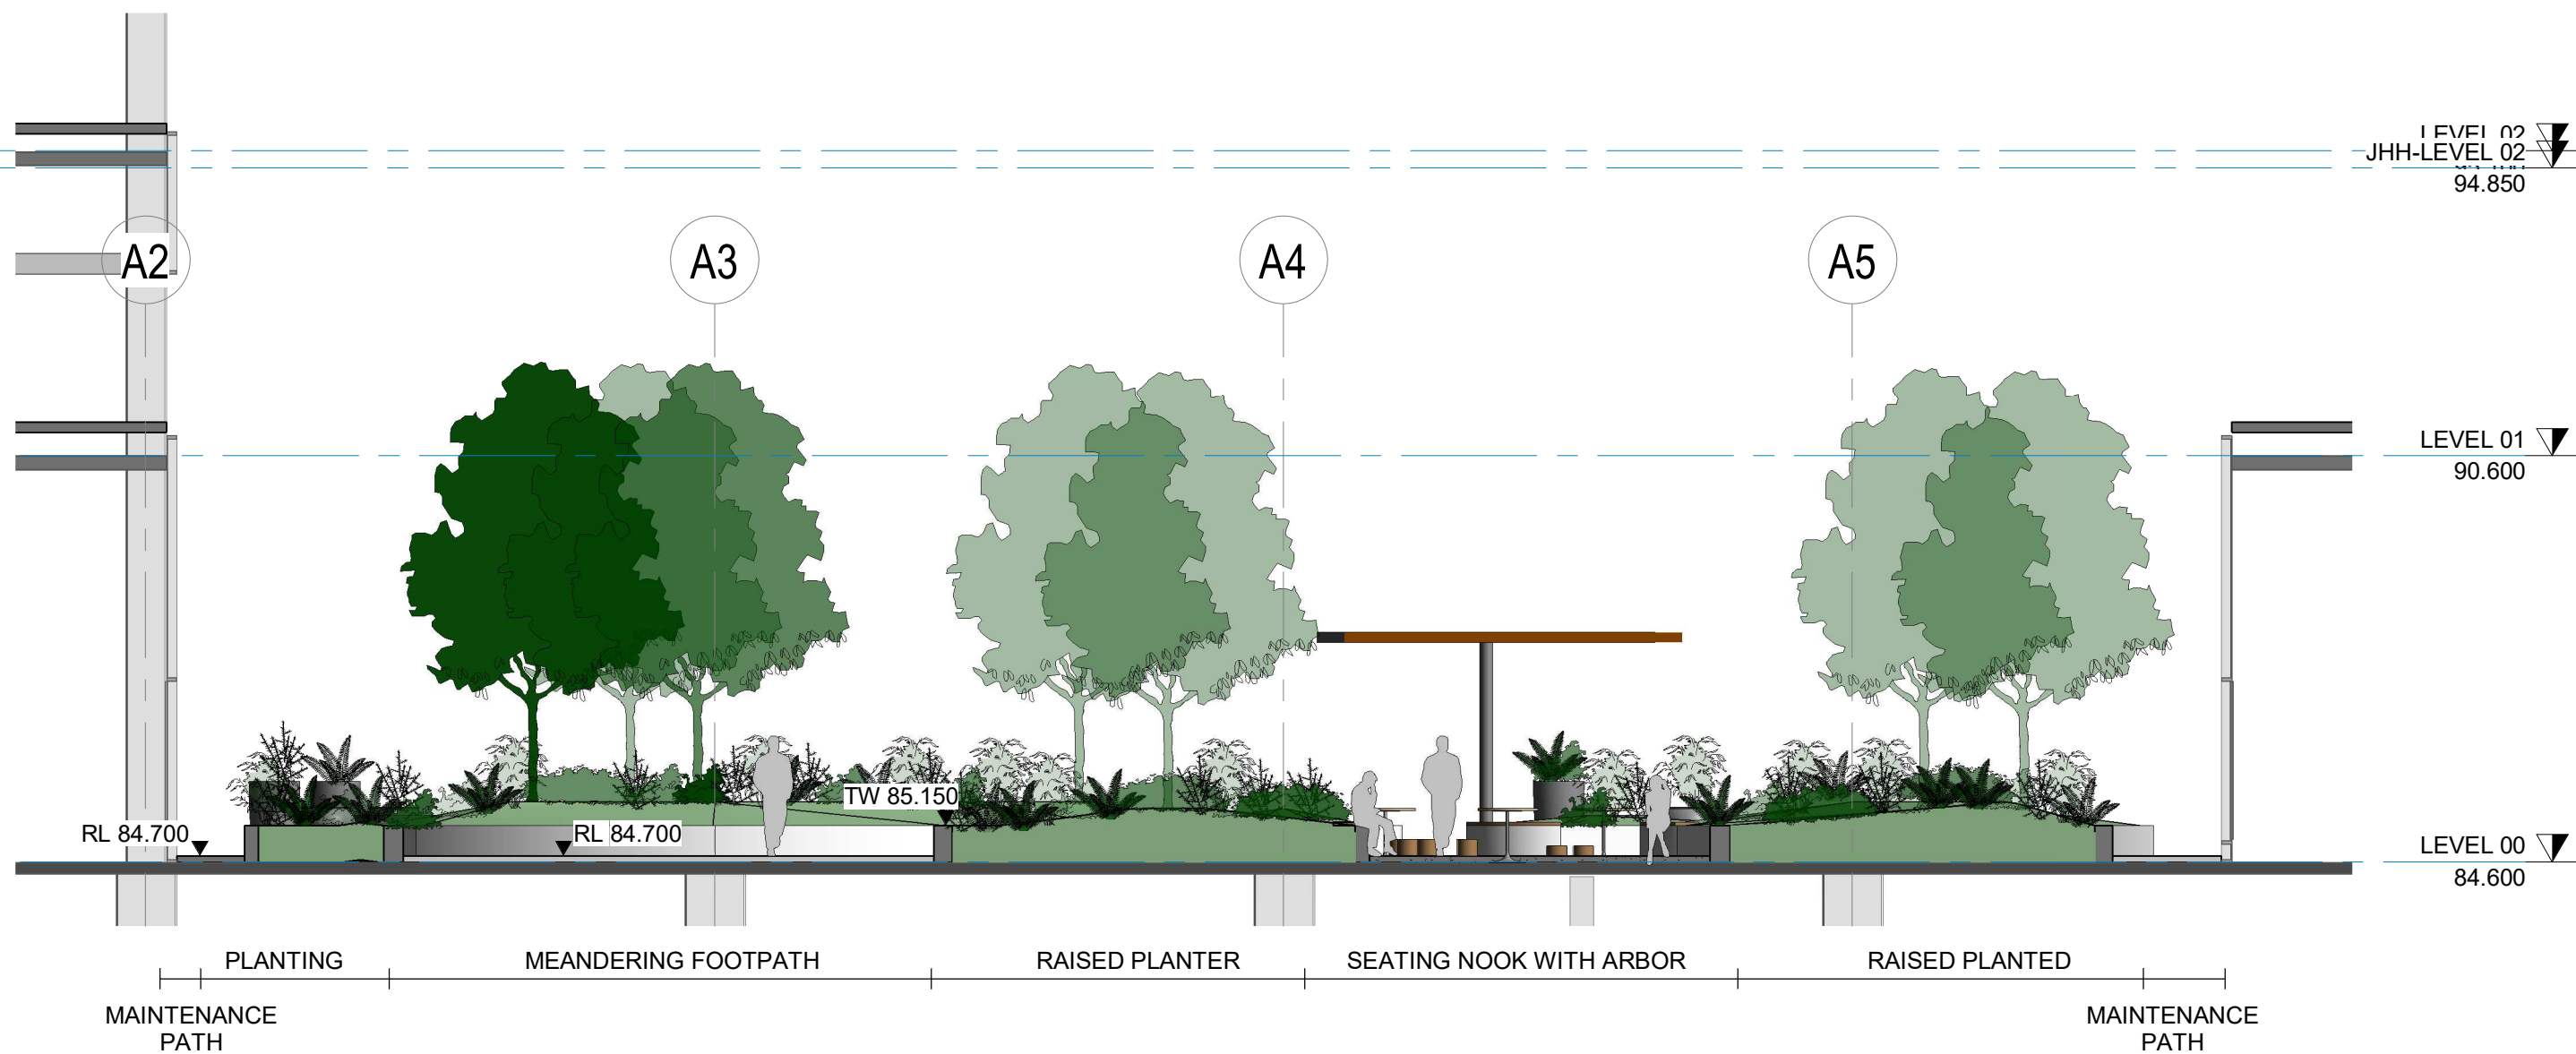 LEVEL 02
JHH-LEVEL 02
94.850
A2
A3
A4
A5
LEVEL 01
90.600
TW 85.150
RL 84.700
RL 84.700
LEVEL 00
84.600
PLANTING
MEANDERING FOOTPATH
RAISED PLANTER
SEATING NOOK WITH ARBOR
RAISED PLANTED
MAINTENANCE
PATH
MAINTENANCE
PATH